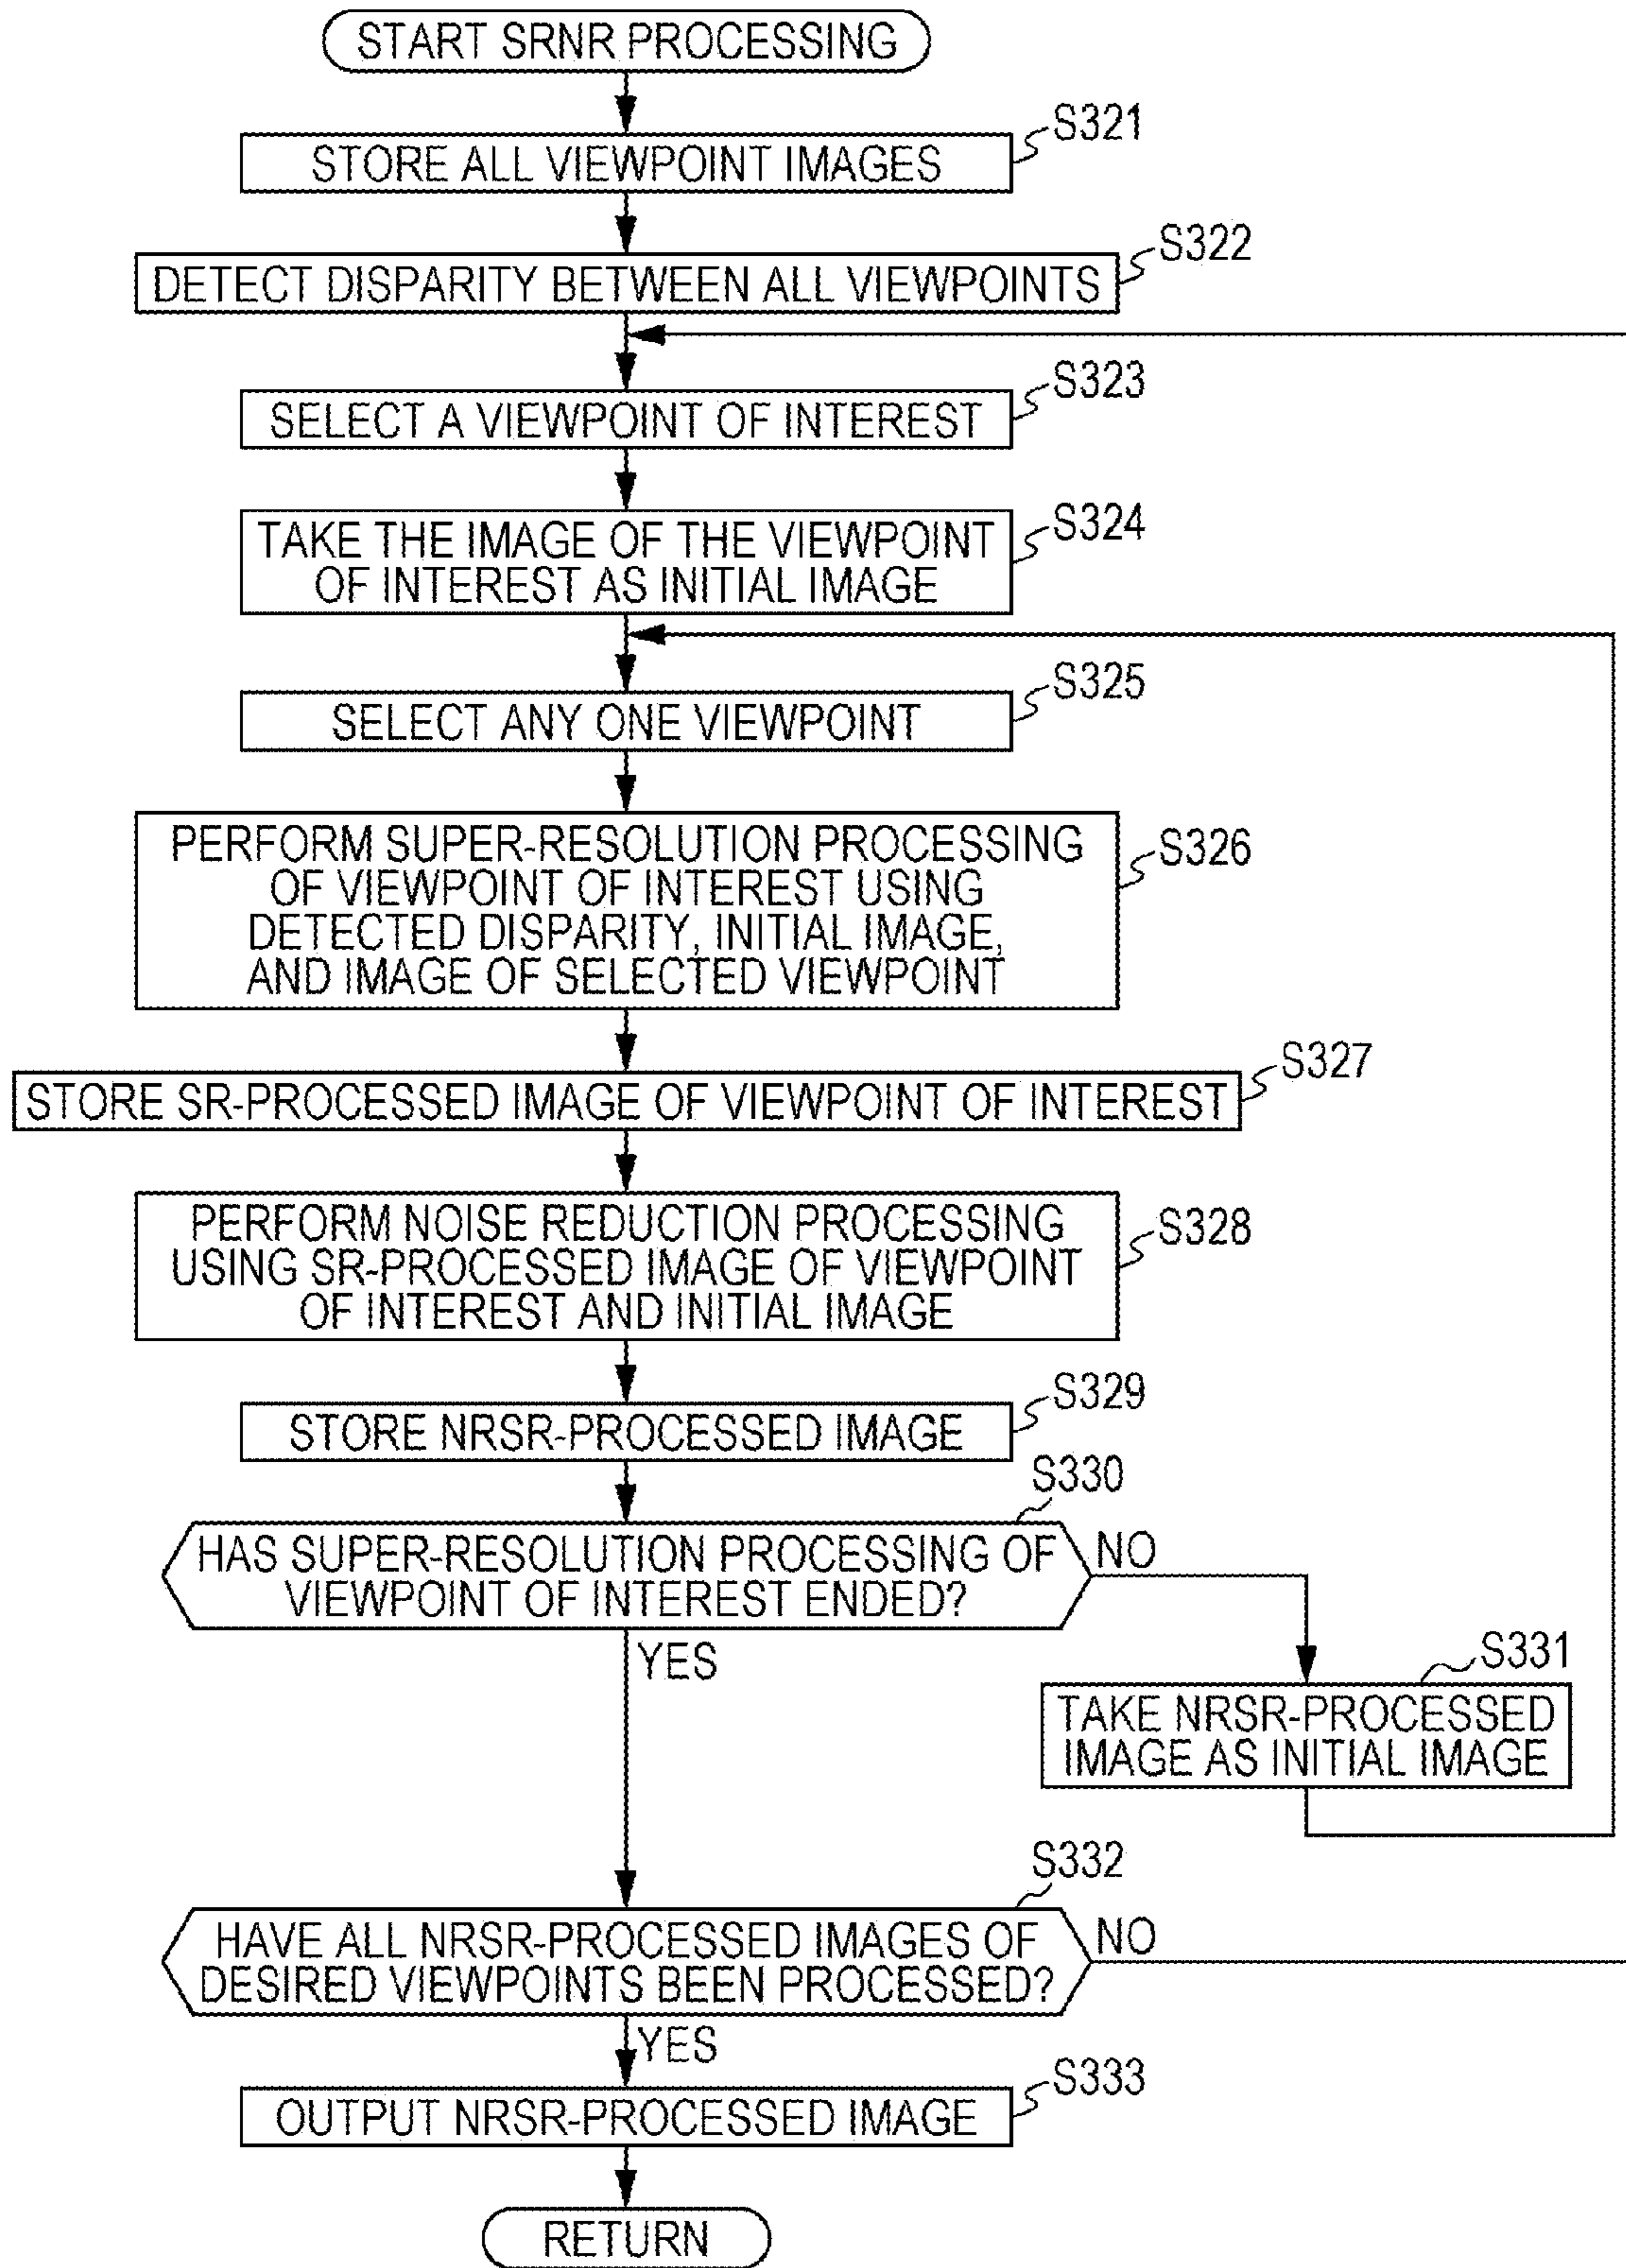 START SRNR PROCESSING
S321
STORE ALL VIEWPOINT IMAGES
S322
DETECT DISPARITY BETWEEN ALL VIEWPOINTS
S323
SELECT A VIEWPOINT OF INTEREST
S324
TAKE THE IMAGE OF THE VIEWPOINT
OF INTEREST AS INITIAL IMAGE
S325
SELECT ANY ONE VIEWPOINT
S326
PERFORM SUPER-RESOLUTION PROCESSING
OF VIEWPOINT OF INTEREST USING
DETECTED DISPARITY, INITIAL IMAGE,
AND IMAGE OF SELECTED VIEWPOINT
S327
STORE SR-PROCESSED IMAGE OF VIEWPOINT OF INTEREST
S328
PERFORM NOISE REDUCTION PROCESSING
USING SR-PROCESSED IMAGE OF VIEWPOINT
OF INTEREST AND INITIAL IMAGE
S329
STORE NRSR-PROCESSED IMAGE
S330
HAS SUPER-RESOLUTION PROCESSING OF
VIEWPOINT OF INTEREST ENDED?
NO
YES
S331
TAKE NRSR-PROCESSED
IMAGE AS INITIAL IMAGE
S332
HAVE ALL NRSR-PROCESSED IMAGES OF
DESIRED VIEWPOINTS BEEN PROCESSED?
NO
YES
S333
OUTPUT NRSR-PROCESSED IMAGE
RETURN